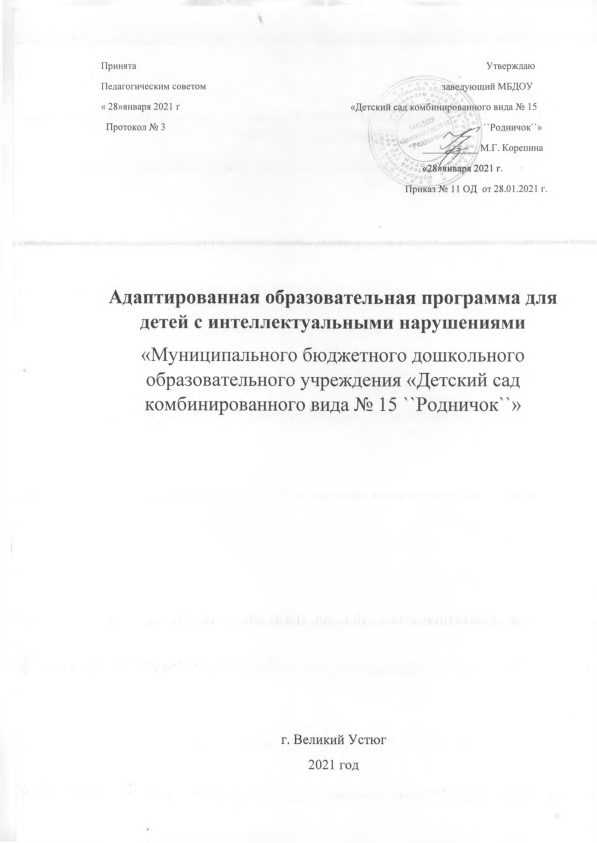 Принята Утверждаю
Педагогическим советом заведующий МБДОУ
« 28»января 2021 г «Детский сад комбинированного вида № 15
Протокол № 3 ``Родничок``»
М.Г. Корепина
«28»января 2021 г.
Приказ № 11 ОД от 28.01.2021 г.
МБДОУ
Адаптированная образовательная программа для
детей с интеллектуальными нарушениями
«Муниципального бюджетного дошкольного
образовательного учреждения «Детский сад
комбинированного вида № 15 ``Родничок``»
г. Великий Устюг
2021 год